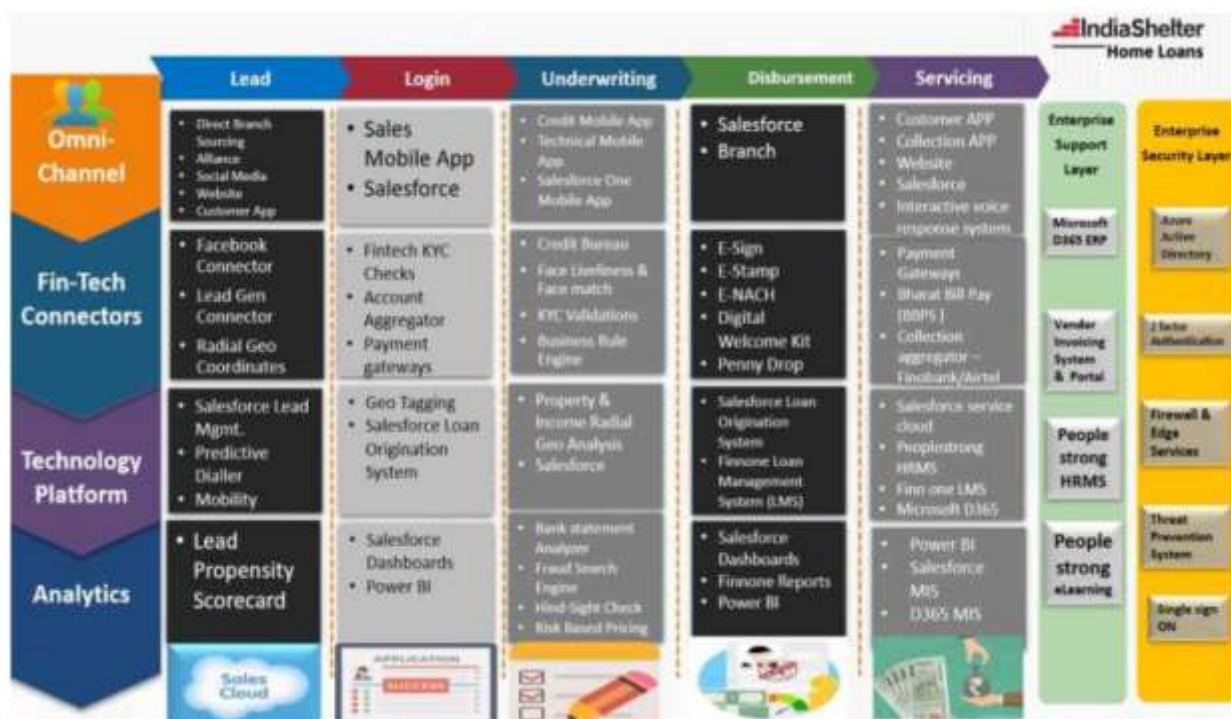 IndiaShelter
Home Loans
Lead
Login
Underwriting
Disbursement
Servicing
Omni-
Channel
• Direct Branch
Sourcing
• Alliance
• Social Media
• Website
• Customer App
• Sales
Mobile App
• Salesforce
• Credit Mobile App
• Technical Mobile
App
• Salesforce One
Mobile App
• Salesforce
• Branch
• Customer APP
• Collection APP
• Website
• Salesforce
• Interactive voice
response system
Fin-Tech
Connectors
• Facebook
Connector
• Lead Gen
Connector
• Radial Geo
Coordinates
• Fintech KYC
Checks
• Account
Aggregator
• Payment
gateways
• Credit Bureau
• Face Liveliness &
Face match
• KYC Validations
• Business Rule
Engine
• E-Sign
• E-Stamp
• E-NACH
• Digital
Welcome Kit
• Penny Drop
• Payment
Gateways
• Bharat Bill Pay
(BBPS )
• Collection
aggregator –
Finobank/Airtel
Technology
Platform
• Salesforce Lead
Mgmt.
• Predictive
Dialler
• Mobility
• Geo Tagging
• Salesforce Loan
Origination
System
• Property &
Income Radial
Geo Analysis
• Salesforce
• Salesforce Loan
Origination
System
• Finnone Loan
Management
System (LMS)
• Salesforce service
cloud
• Peoplestrong
HRMS
• Finn one LMS
• Microsoft D365
Analytics
• Lead
Propensity
Scorecard
• Salesforce
Dashboards
• Power BI
• Bank statement
Analyzer
• Fraud Search
Engine
• Hind-Sight Check
• Risk Based Pricing
• Salesforce
Dashboards
• Finnone Reports
• Power BI
• Power BI
• Salesforce
MIS
• D365 MIS
Sales
Cloud
APPLICATION
SUCCESS
Enterprise
Support
Layer
Microsoft
D365 ERP
Vendor
Invoicing
System
& Portal
People
strong
HRMS
People
strong
eLearning
Enterprise
Security Layer
Azure
Active
Directory
2 factor
Authentication
Firewall &
Edge
Services
Threat
Prevention
System
Single sign
ON